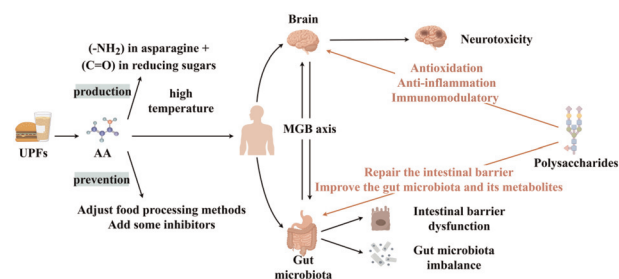 Brain
(-NH2) in asparagine +
(C=O) in reducing sugars
Neurotoxicity
Antioxidation
Anti-inflammation
Immunomodulatory
production
high
temperature
MGB axis
UPFs
AA
Polysaccharides
prevention
Repair the intestinal barrier
Improve the gut microbiota and its metabolites
Adjust food processing methods
Add some inhibitors
Intestinal barrier
dysfunction
Gut
microbiota
Gut microbiota
imbalance